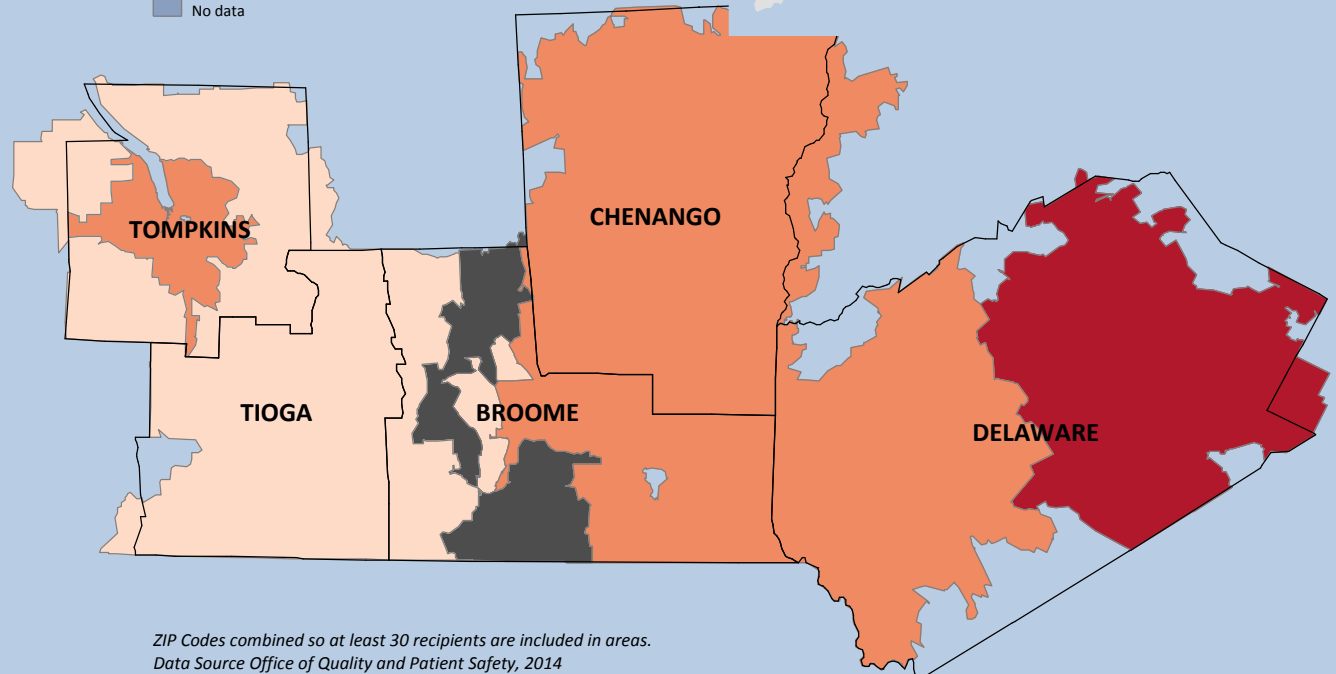 No data
CHENANGO
TOMPKINS
TIOGA
BROOME
DELAWARE
ZIP Codes combined so at least 30 recipients are included in areas.
Data Source Office of Quality and Patient Safety, 2014